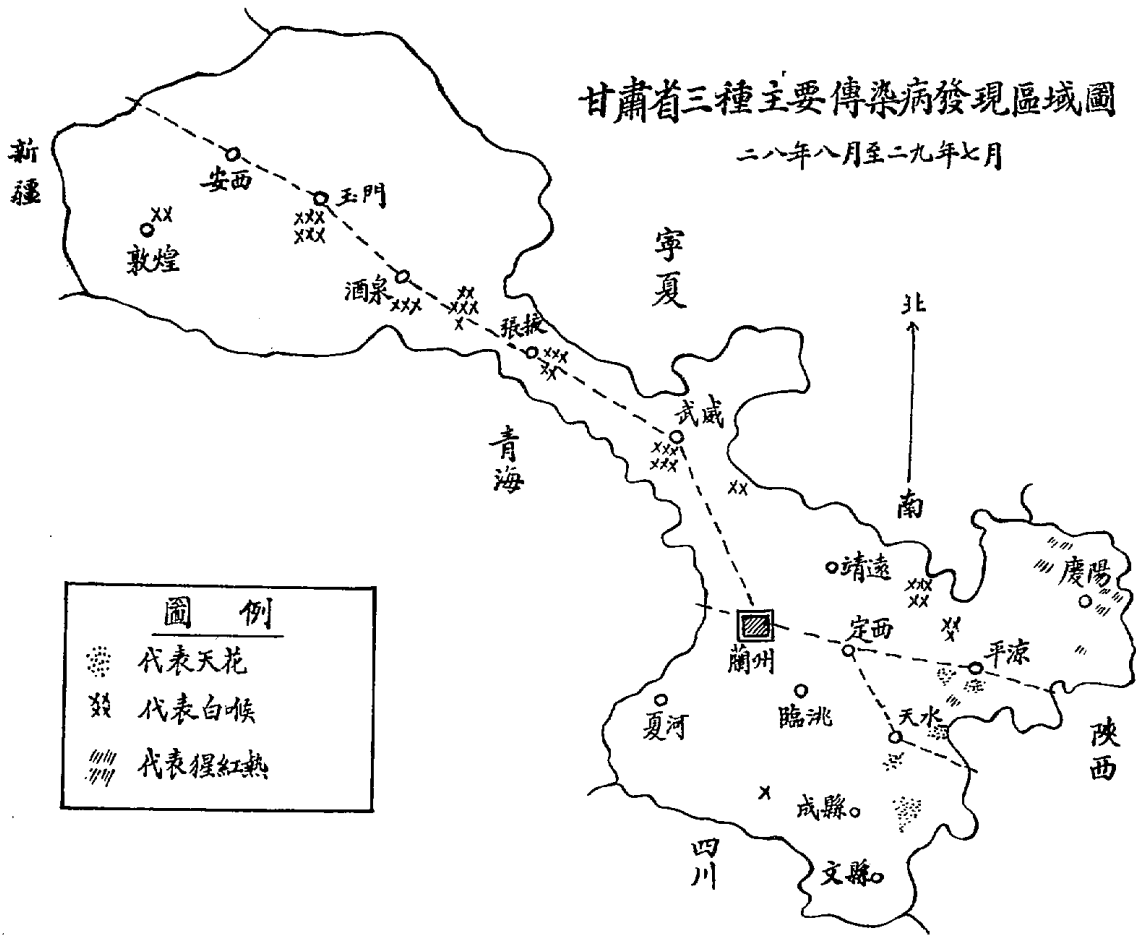 甘肅省三種主要傳染病發現區域圖
二八年八月至二九年七月
新疆
安西
玉門
敦煌
酒泉
張掖
寧夏
北
武威
青海
南
靖遠
慶陽
圖例
代表天花
代表白喉
代表猩紅熱
蘭州
定西
平涼
夏河
臨洮
天水
陝西
成縣
四川
文縣